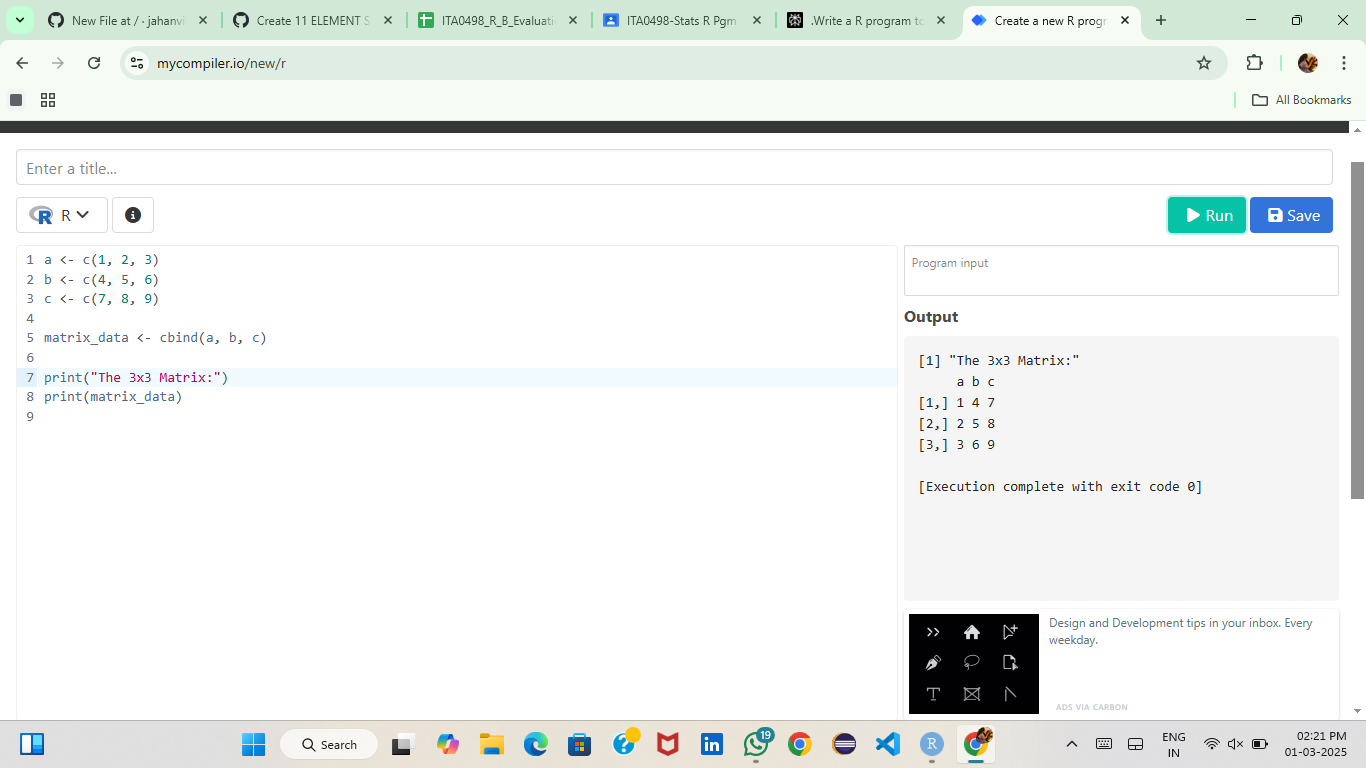 New File at / · jahanvi
Create 11 ELEMENT S
ITA0498_R_B_Evaluati
ITA0498-Stats R Pgm
.Write a R program to
Create a new R progr
mycompiler.io/new/r
All Bookmarks
Enter a title...
R
Run
Save
1 a <- c(1, 2, 3)
2 b <- c(4, 5, 6)
3 c <- c(7, 8, 9)
4
5 matrix_data <- cbind(a, b, c)
6
7 print("The 3x3 Matrix:")
8 print(matrix_data)
9
Program input
Output
[1] "The 3x3 Matrix:"
     a b c
[1,] 1 4 7
[2,] 2 5 8
[3,] 3 6 9
[Execution complete with exit code 0]
Design and Development tips in your inbox. Every
weekday.
ADS VIA CARBON
Search
19
ENG
IN
02:21 PM
01-03-2025